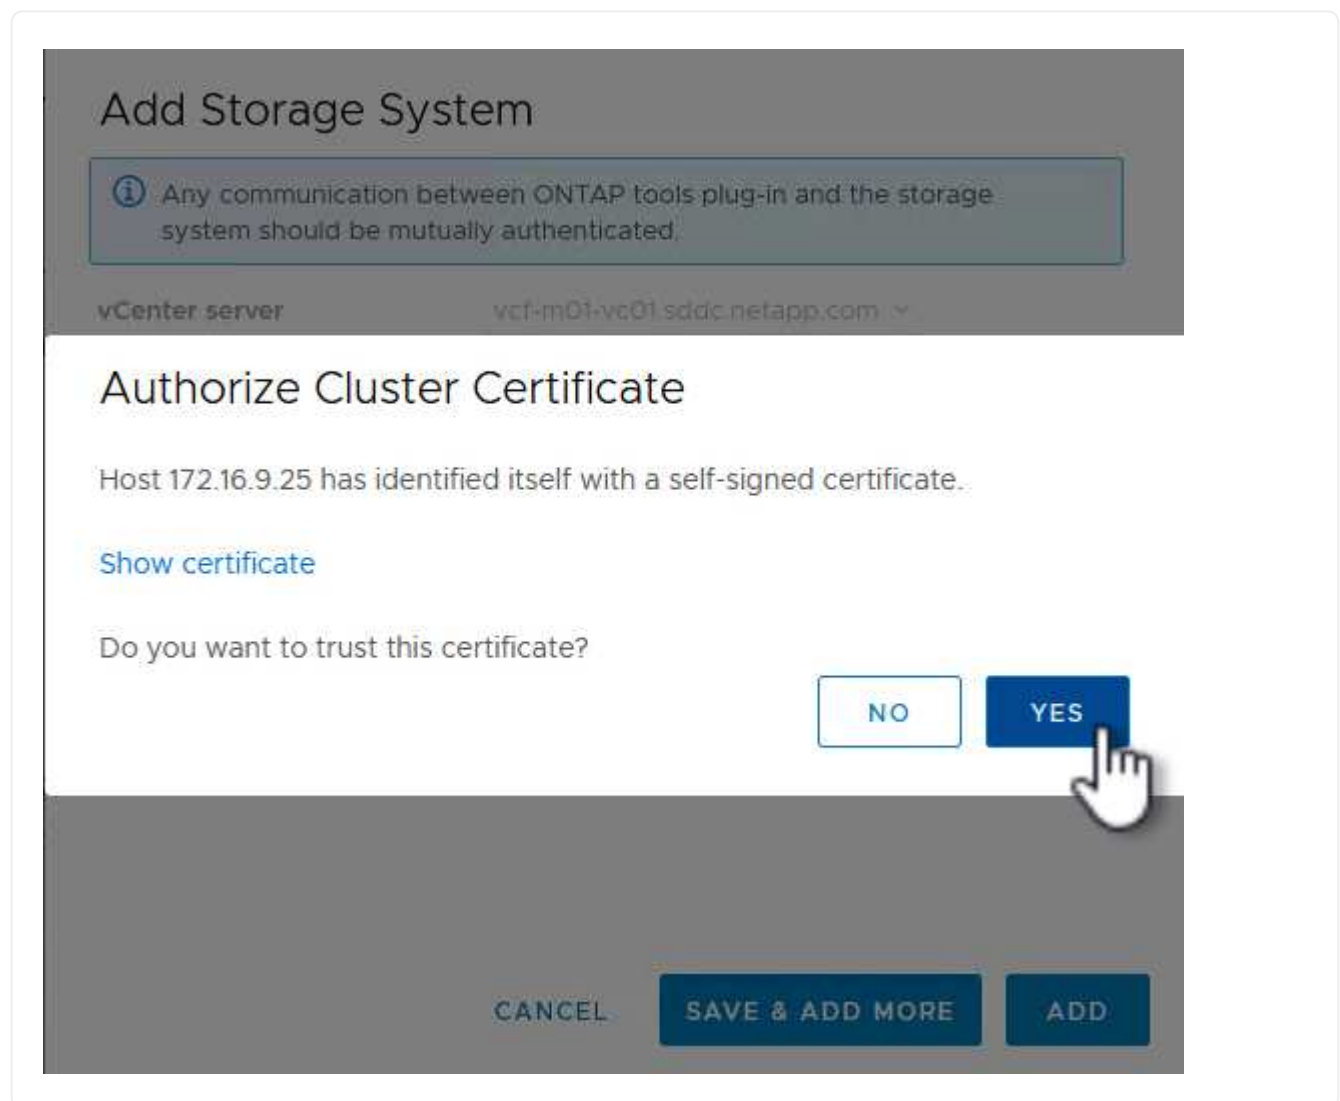 Add Storage System
Any communication between ONTAP tools plug-in and the storage
system should be mutually authenticated.
vCenter server vcf-m01-vc01.sddc.netapp.com
Authorize Cluster Certificate
Host 172.16.9.25 has identified itself with a self-signed certificate.
Show certificate
Do you want to trust this certificate?
NO YES
CANCEL SAVE & ADD MORE ADD